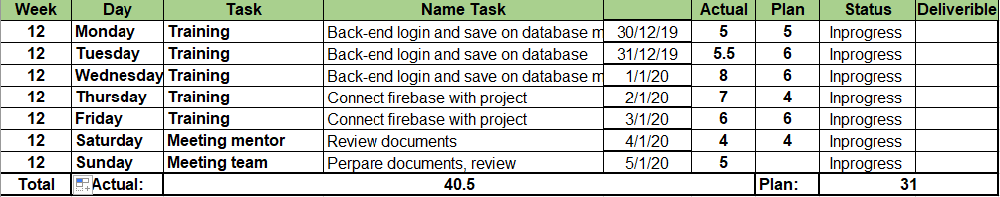 Week Day Task Name Task Actual Plan Status Deliverible
12 Monday Training Back-end login and save on database m 30/12/19 5 5 Inprogress
12 Tuesday Training Back-end login and save on database 31/12/19 5.5 6 Inprogress
12 Wednesday Training Back-end login and save on database m 1/1/20 8 6 Inprogress
12 Thursday Training Connect firebase with project 2/1/20 7 4 Inprogress
12 Friday Training Connect firebase with project 3/1/20 6 6 Inprogress
12 Saturday Meeting mentor Review documents 4/1/20 4 4 Inprogress
12 Sunday Meeting team Perpare documents, review 5/1/20 5 Inprogress
Total Actual: 40.5 Plan: 31